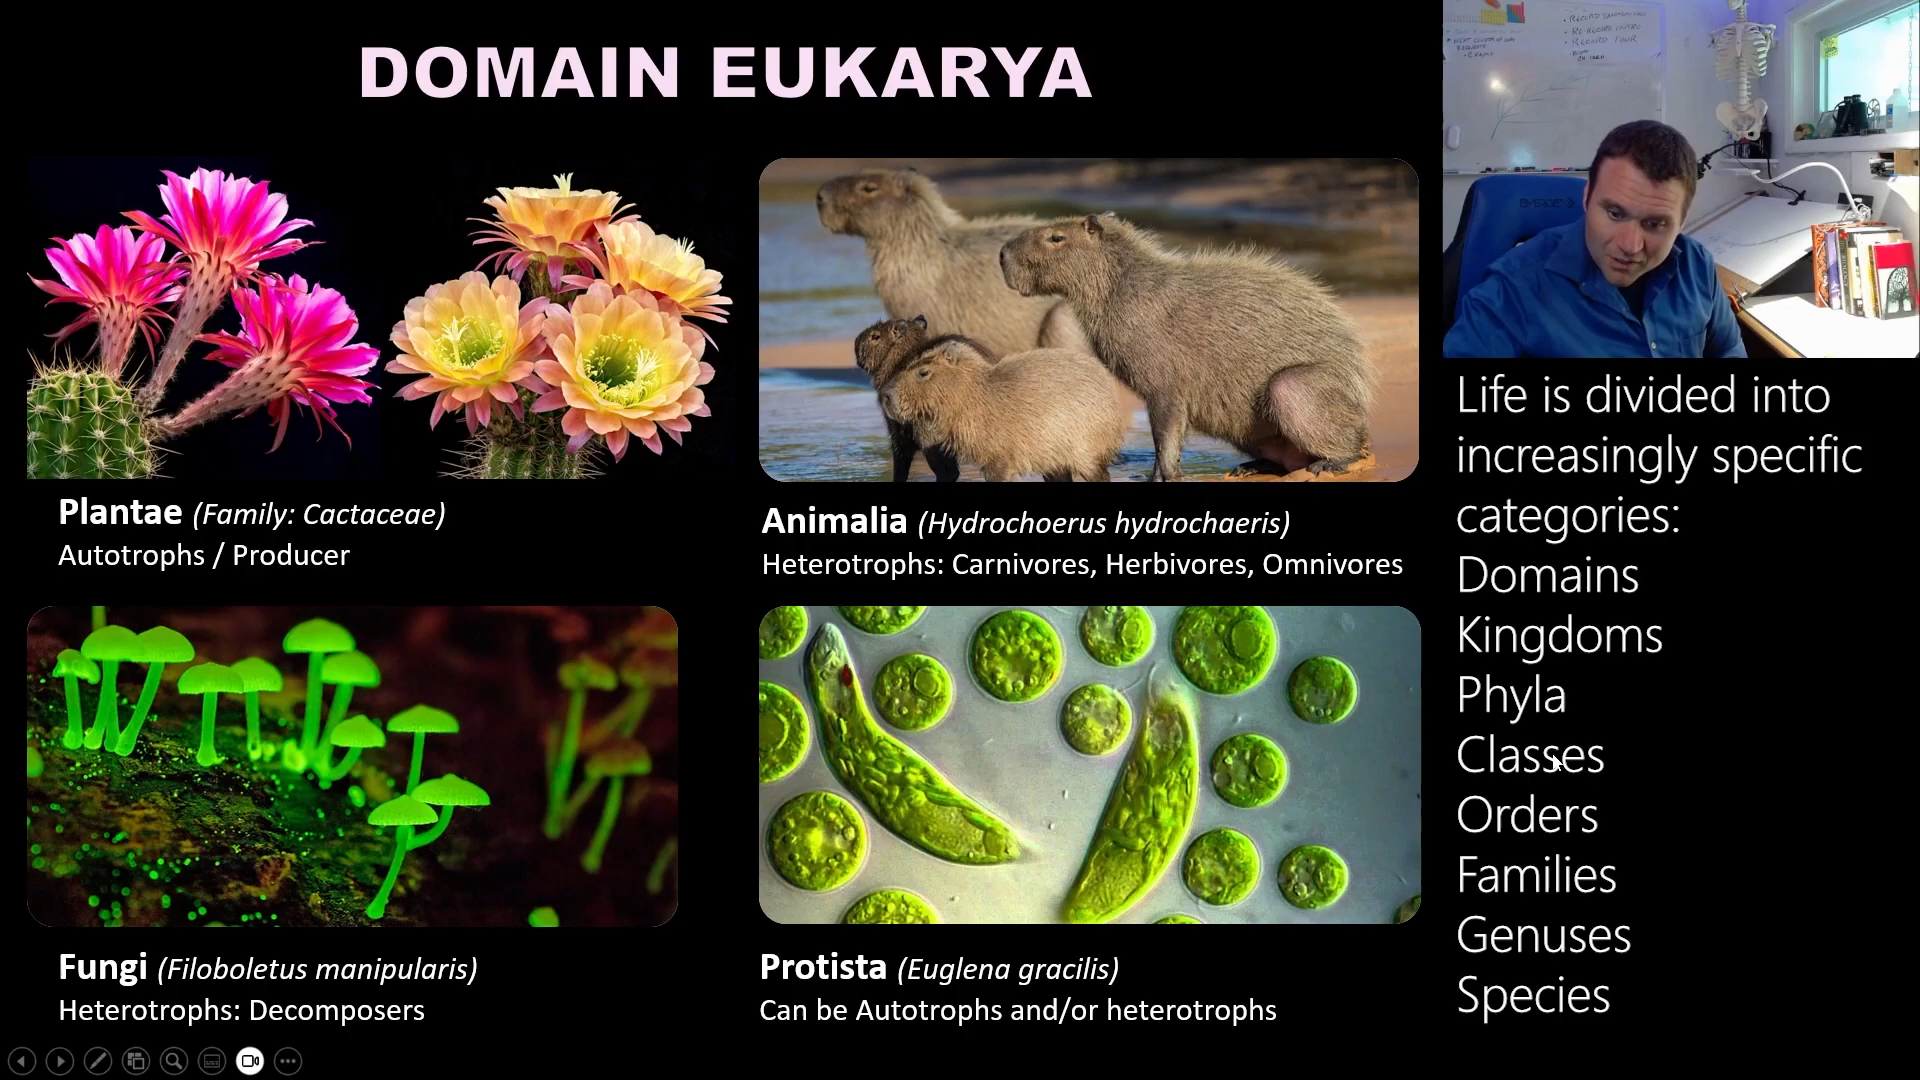 DOMAIN EUKARYA
Plantae (Family: Cactaceae)
Autotrophs / Producer
Animalia (Hydrochoerus hydrochaeris)
Heterotrophs: Carnivores, Herbivores, Omnivores
Fungi (Filoboletus manipularis)
Heterotrophs: Decomposers
Protista (Euglena gracilis)
Can be Autotrophs and/or heterotrophs
Life is divided into
increasingly specific
categories:
Domains
Kingdoms
Phyla
Classes
Orders
Families
Genuses
Species